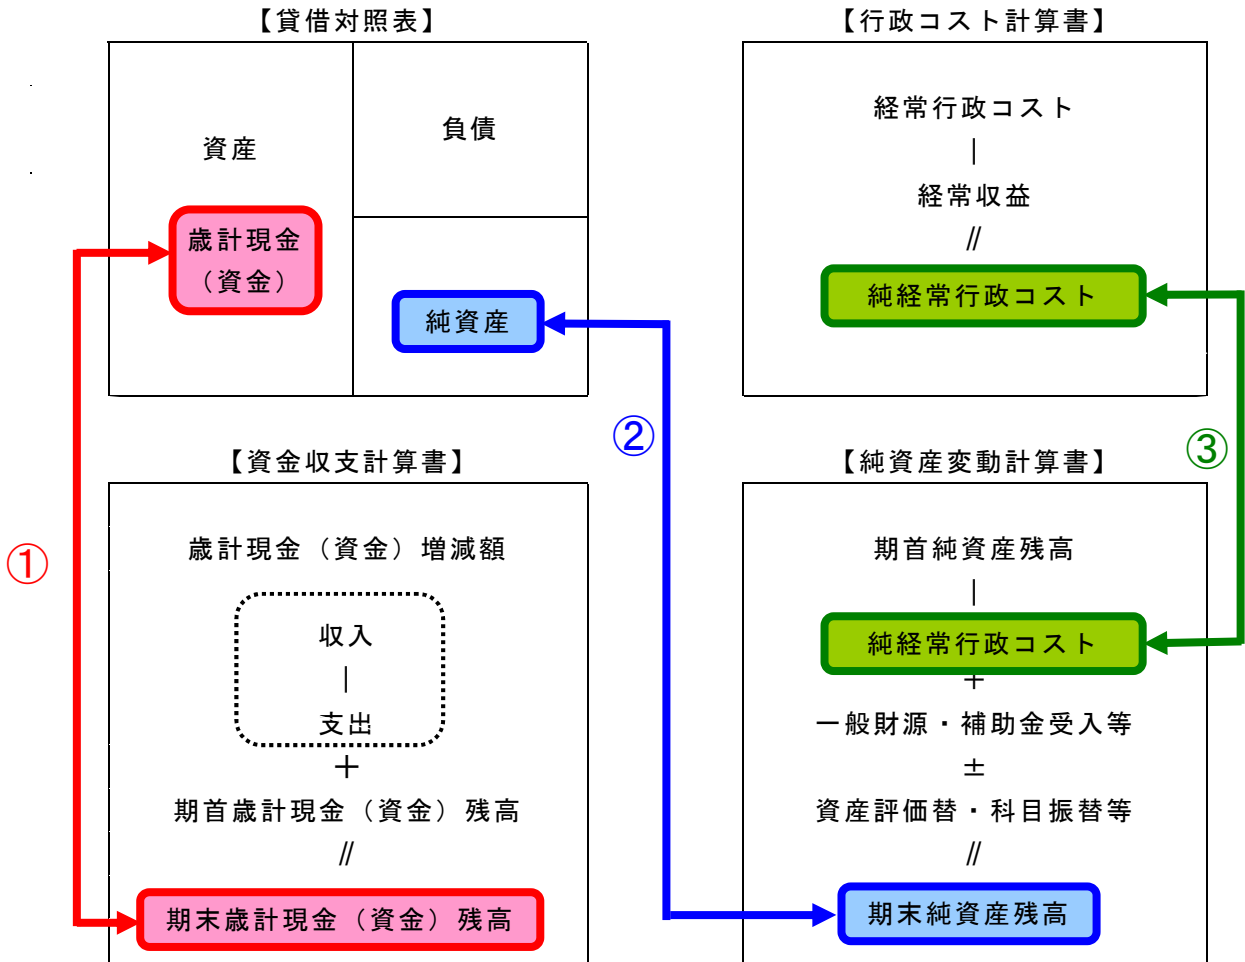 【貸借対照表】
資産
歳計現金
（資金）
負債
純資産
【行政コスト計算書】
経常行政コスト
｜
経常収益
//
純経常行政コスト
①
②
③
【資金収支計算書】
歳計現金（資金）増減額
収入
｜
支出
＋
期首歳計現金（資金）残高
//
期末歳計現金（資金）残高
【純資産変動計算書】
期首純資産残高
｜
純経常行政コスト
＋
一般財源・補助金受入等
±
資産評価替・科目振替等
//
期末純資産残高